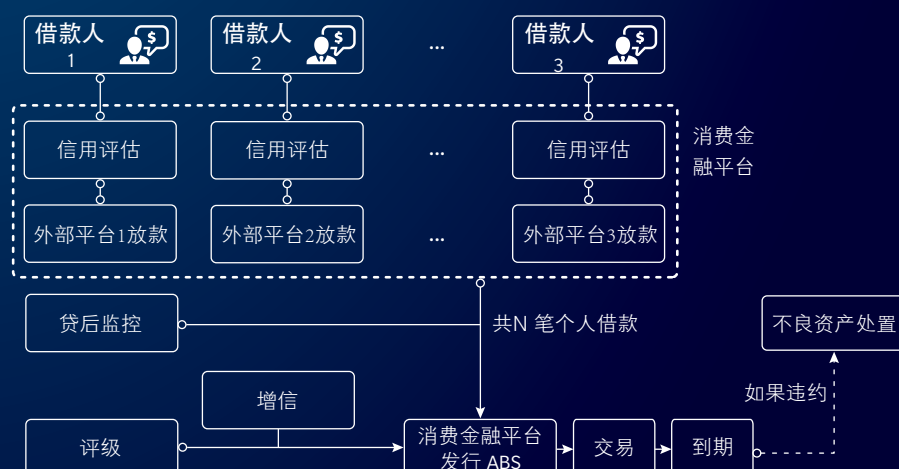 借款人
1
$
借款人
2
$
...
借款人
3
$
信用评估
信用评估
...
信用评估
消费金
融平台
外部平台1放款
外部平台2放款
...
外部平台3放款
贷后监控
共N 笔个人借款
不良资产处置
增信
如果违约
评级
消费金融平台
发行 ABS
交易
到期